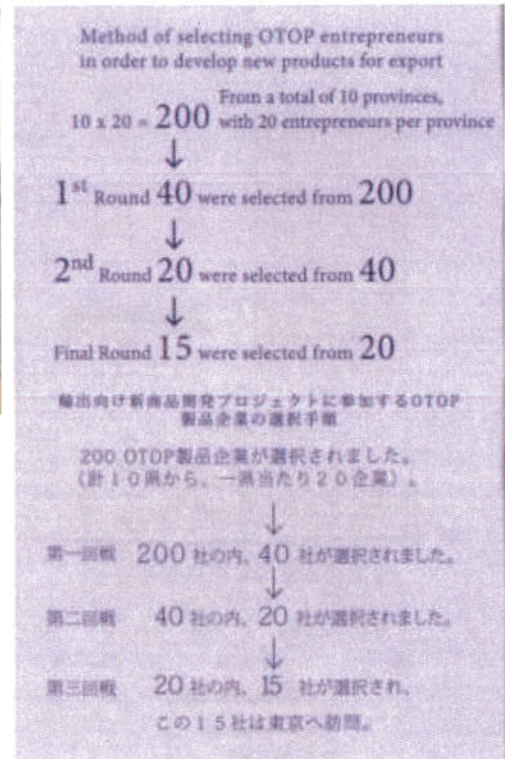 Method of selecting OTOP entrepreneurs
in order to develop new products for export
From a total of 10 provinces,
10 x 20 = 200 with 20 entrepreneurs per province
↓
1st Round 40 were selected from 200
↓
2nd Round 20 were selected from 40
↓
Final Round 15 were selected from 20
輸出向け新商品開発プロジェクトに参加するOTOP
製品企業の選択手順
200 OTOP製品企業が選択されました。
(計10県から、一県当たり20企業)。
↓
第一回戦 200 社の内、40 社が選択されました。
↓
第二回戦 40 社の内、20 社が選択されました。
↓
第三回戦 20 社の内、15 社が選択され、
この15社は東京へ訪問。